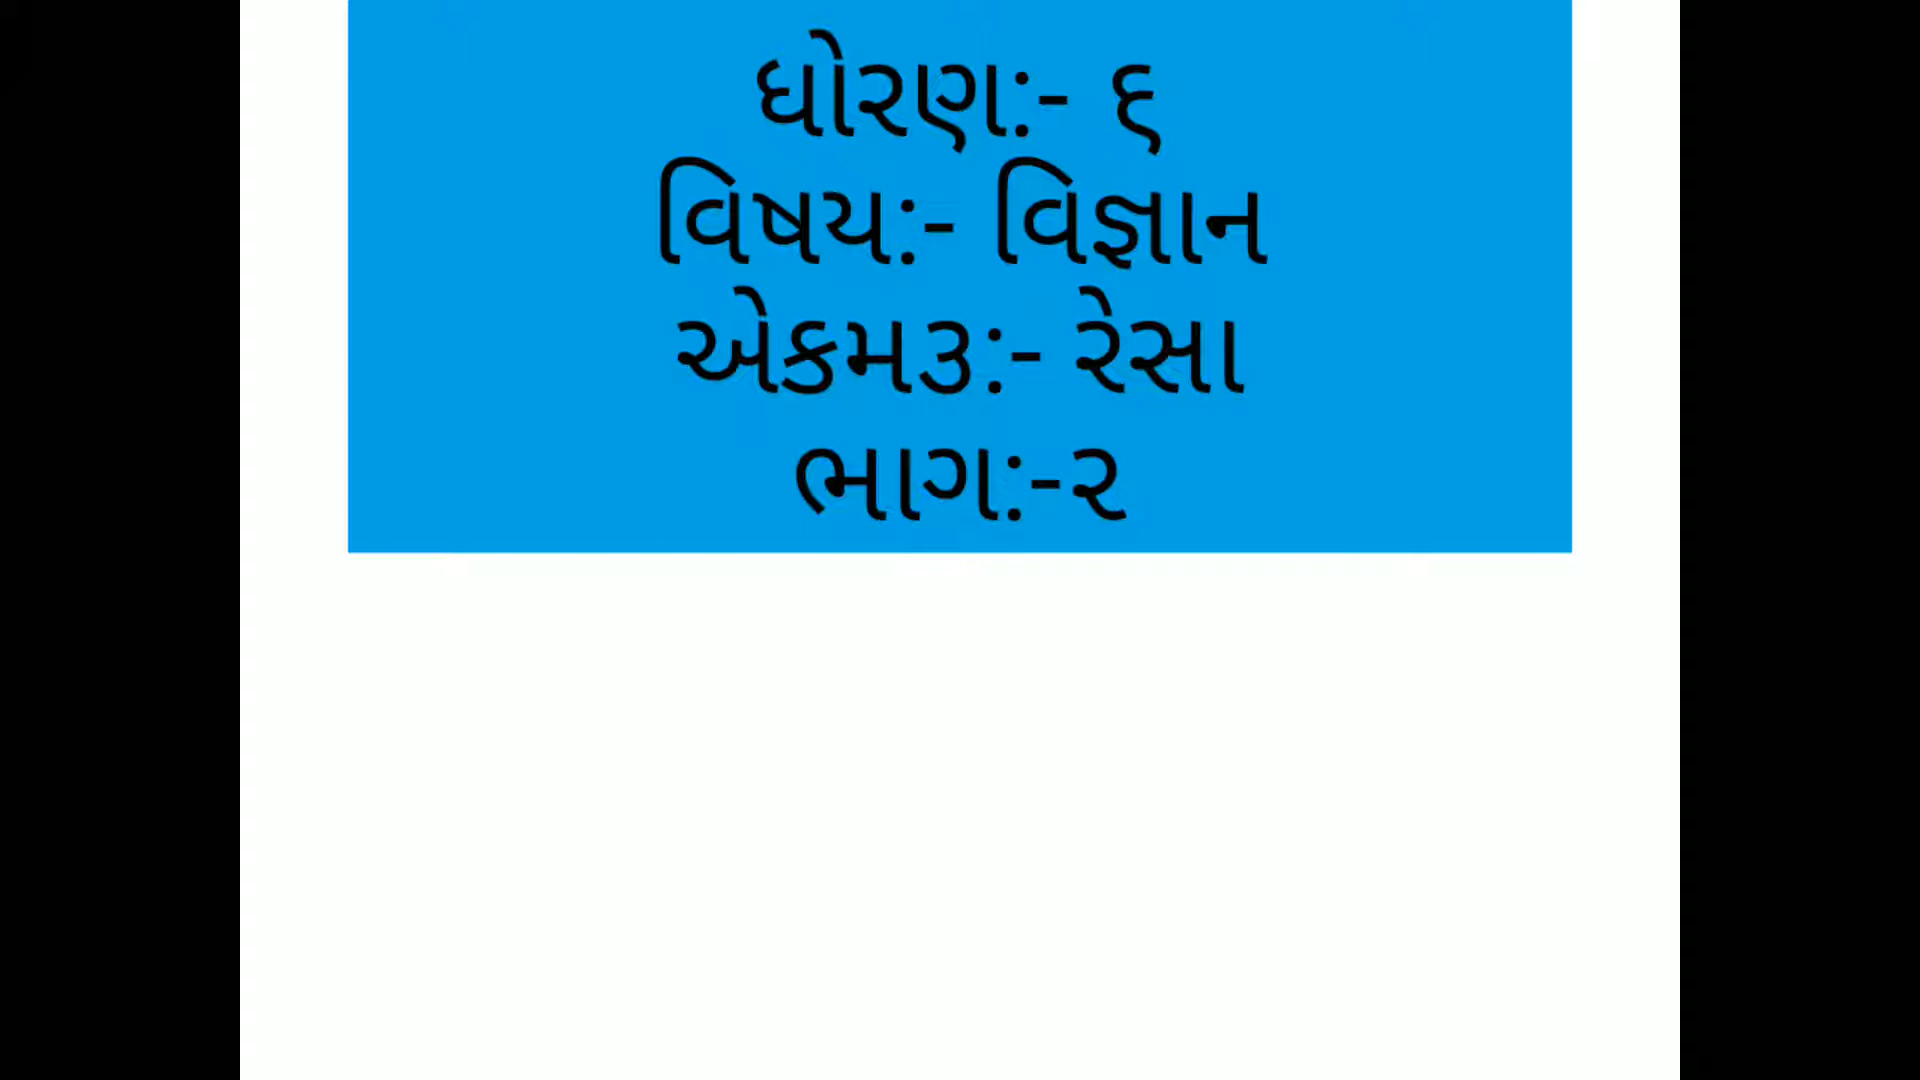 ધોરણ:- ૬
વિષય:- વિજ્ઞાન
એકમ૩:- રેસા
ભાગ:-૨